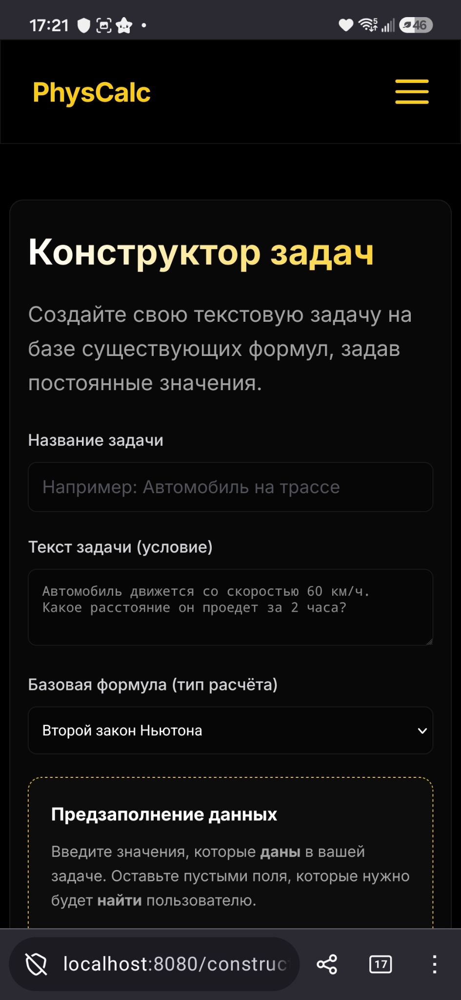 17:21
5
46
PhysCalc
Конструктор задач
Создайте свою текстовую задачу на
базе существующих формул, задав
постоянные значения.
Название задачи
Например: Автомобиль на трассе
Текст задачи (условие)
Автомобиль движется со скоростью 60 км/ч.
Какое расстояние он проедет за 2 часа?
Базовая формула (тип расчёта)
Второй закон Ньютона
Предзаполнение данных
Введите значения, которые даны в вашей
задаче. Оставьте пустыми поля, которые нужно
будет найти пользователю.
localhost:8080/construct
17